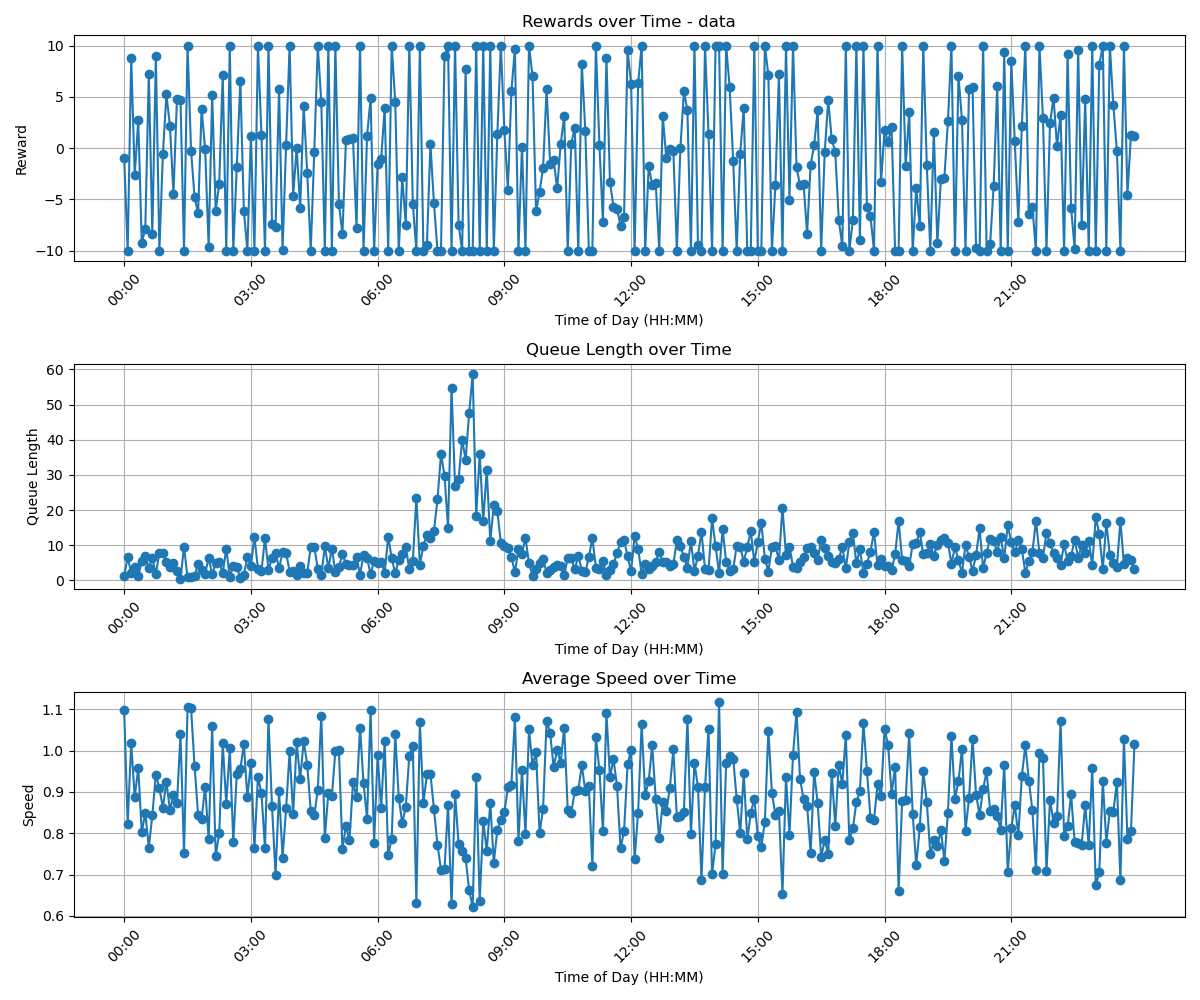 Rewards over Time - data
10
5
0
−5
−10
Reward
00:00 03:00 06:00 09:00 12:00 15:00 18:00 21:00
Time of Day (HH:MM)
Queue Length over Time
60
50
40
30
20
10
0
Queue Length
00:00 03:00 06:00 09:00 12:00 15:00 18:00 21:00
Time of Day (HH:MM)
Average Speed over Time
1.1
1.0
0.9
0.8
0.7
0.6
Speed
00:00 03:00 06:00 09:00 12:00 15:00 18:00 21:00
Time of Day (HH:MM)